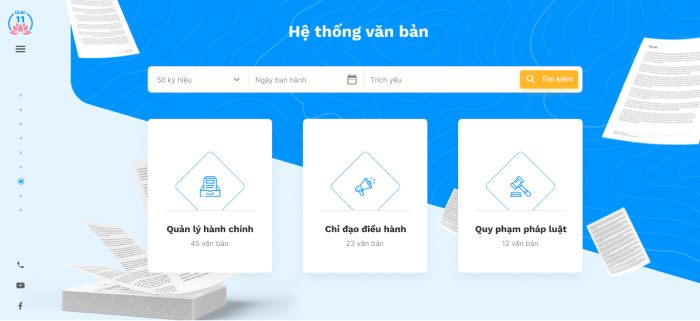 Quận
11
Hệ thống văn bản
Số ký hiệu
Ngày ban hành
Trích yếu
Tìm kiếm
Quản lý hành chính
45 văn bản
Chỉ đạo điều hành
23 văn bản
Quy phạm pháp luật
12 văn bản